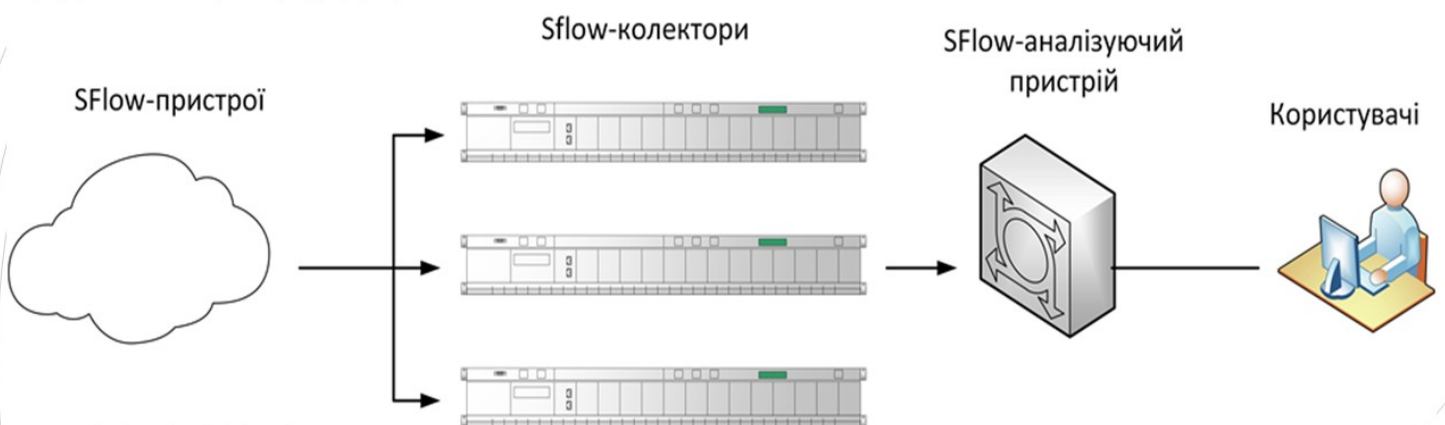 SFlow-пристрої
Sflow-колектори
SFlow-аналізуючий
пристрій
Користувачі